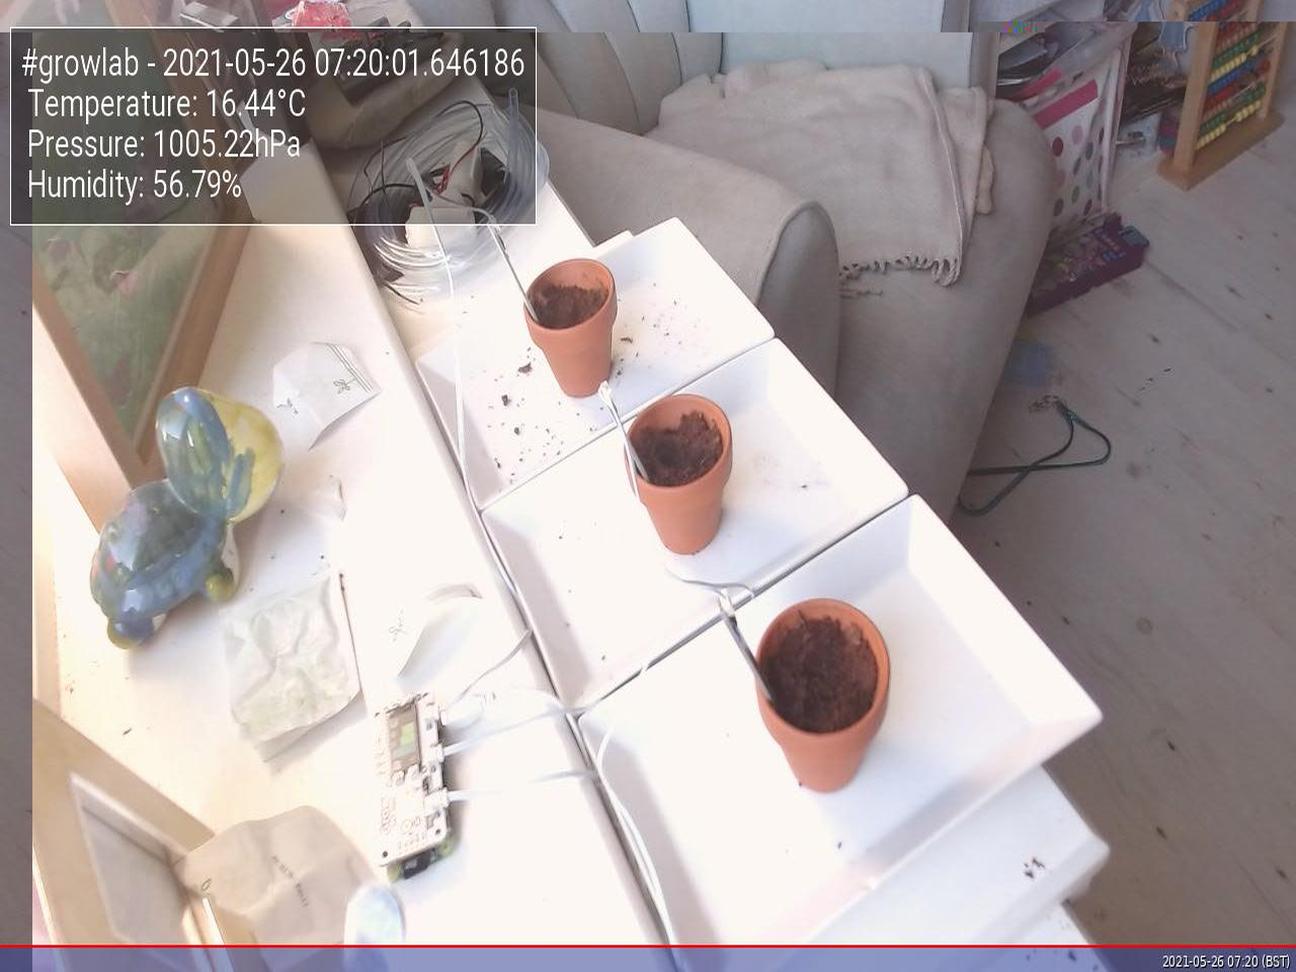 #growlab - 2021-05-26 07:20:01.646186
Temperature: 16.44°C
Pressure: 1005.22hPa
Humidity: 56.79%
2021-05-26 07:20 (BST)